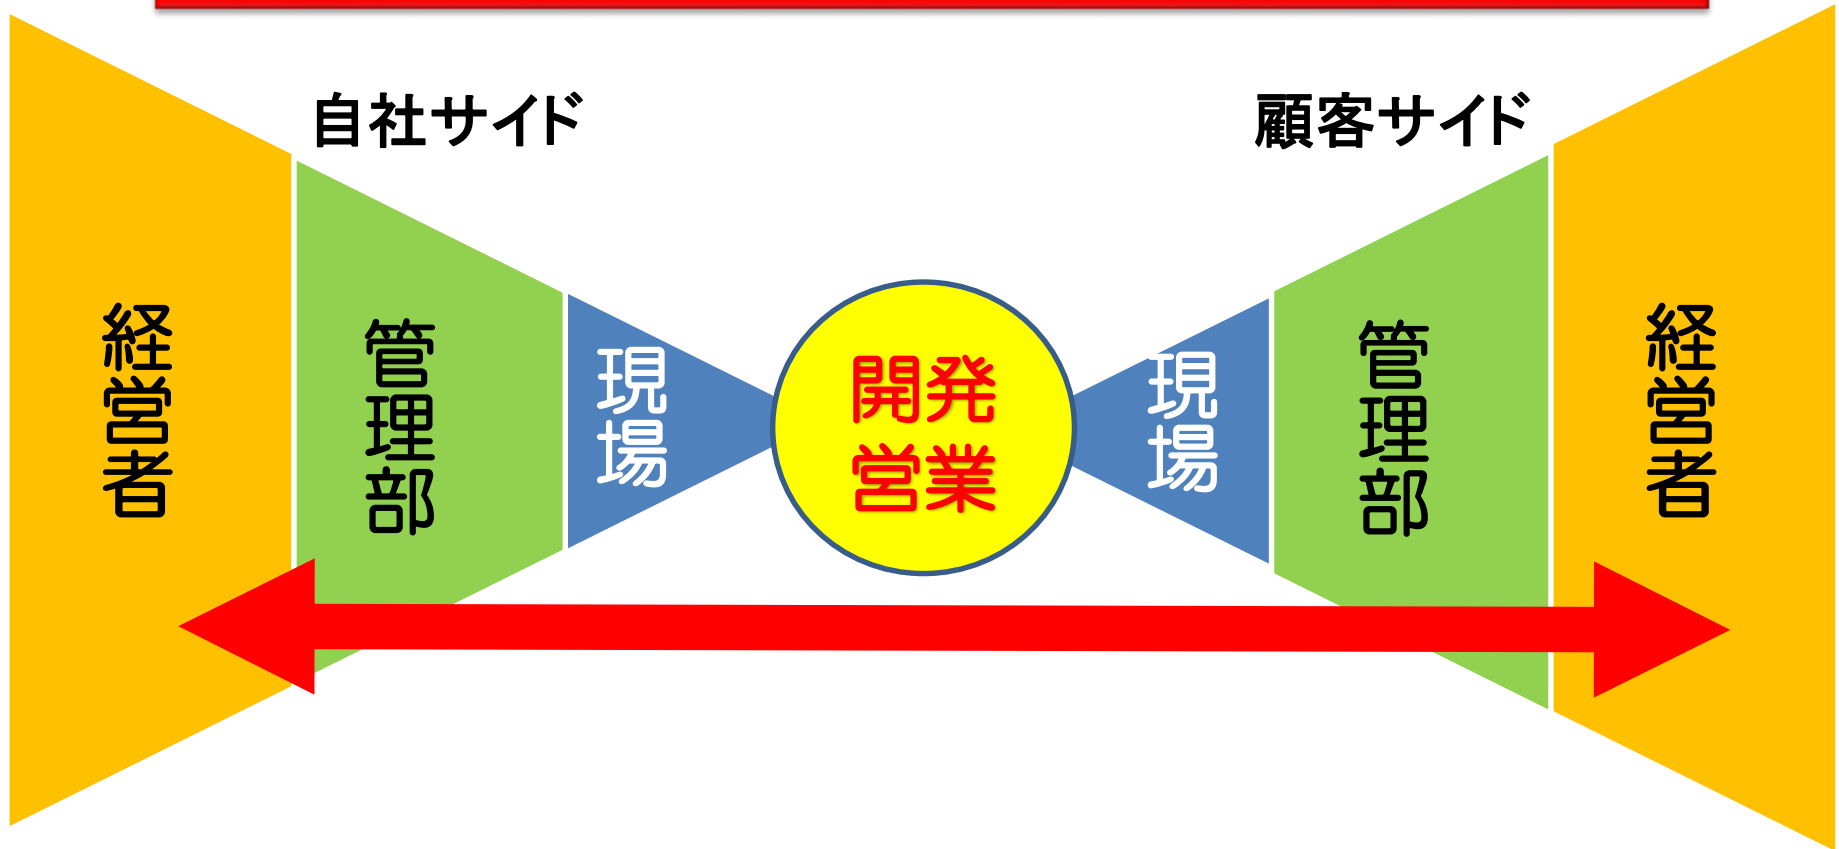 自社サイド
顧客サイド
経営者
管理部
現場
開発
営業
現場
管理部
経営者